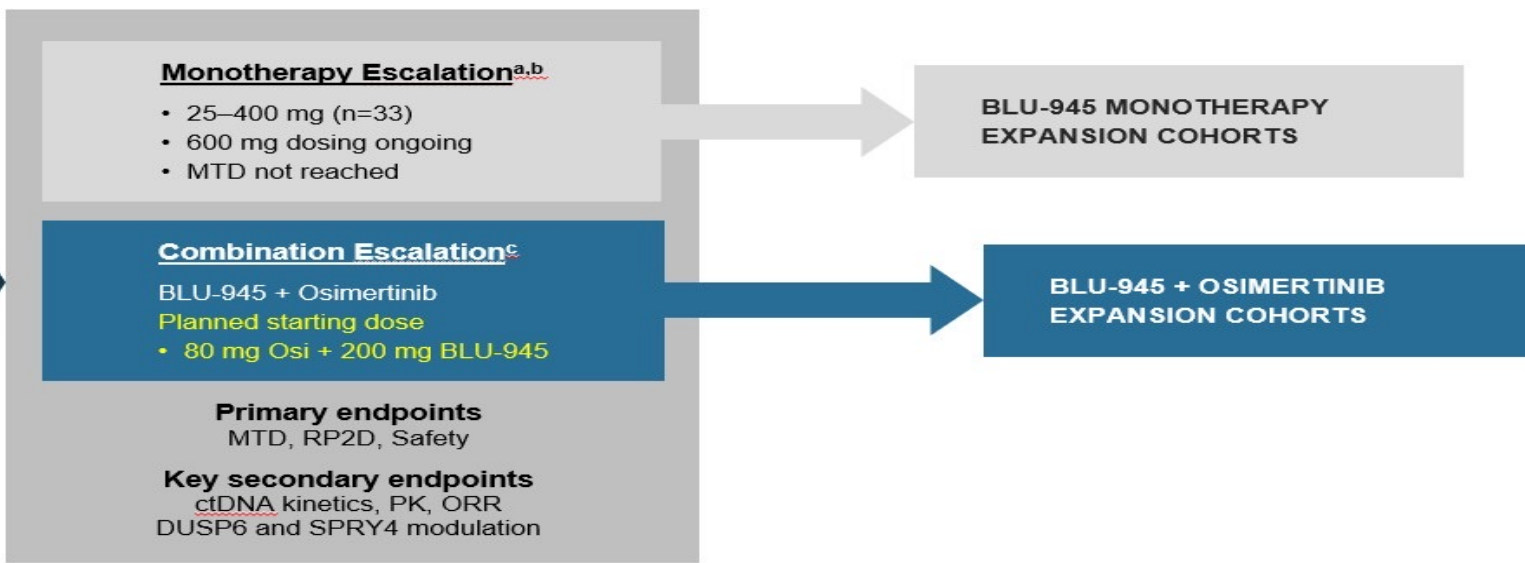 Monotherapy Escalationa,b
• 25–400 mg (n=33)
• 600 mg dosing ongoing
• MTD not reached
BLU-945 MONOTHERAPY
EXPANSION COHORTS
Combination Escalationc
BLU-945 + Osimertinib
Planned starting dose
• 80 mg Osi + 200 mg BLU-945
BLU-945 + OSIMERTINIB
EXPANSION COHORTS
Primary endpoints
MTD, RP2D, Safety
Key secondary endpoints
ctDNA kinetics, PK, ORR
DUSP6 and SPRY4 modulation